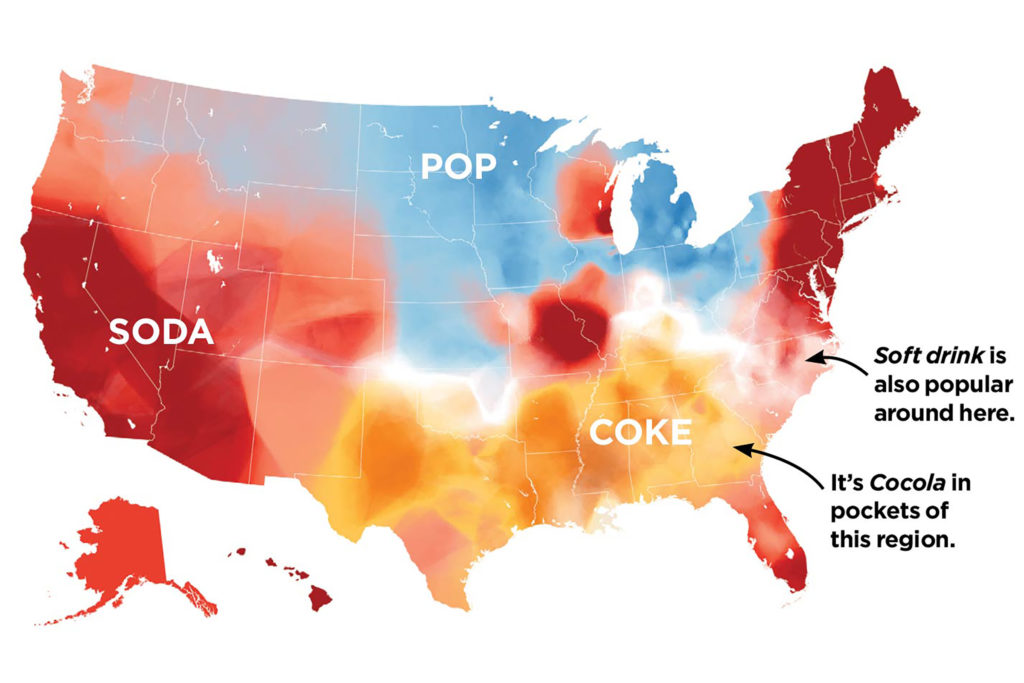 POP
SODA
COKE
Soft drink is
also popular
around here.
It’s Cocola in
pockets of
this region.